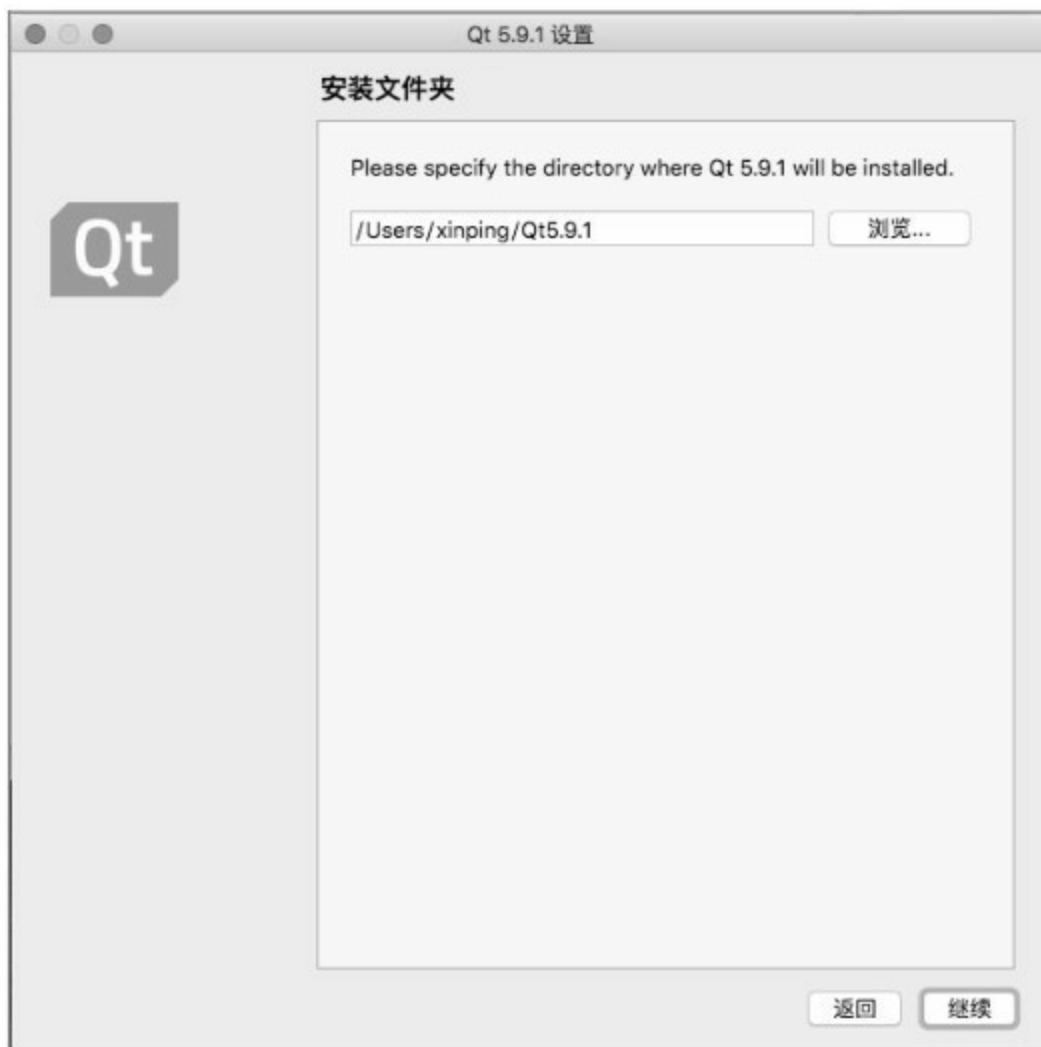 Qt 5.9.1 设置
安装文件夹
Please specify the directory where Qt 5.9.1 will be installed.
/Users/xinping/Qt5.9.1
浏览...
Qt
返回
继续